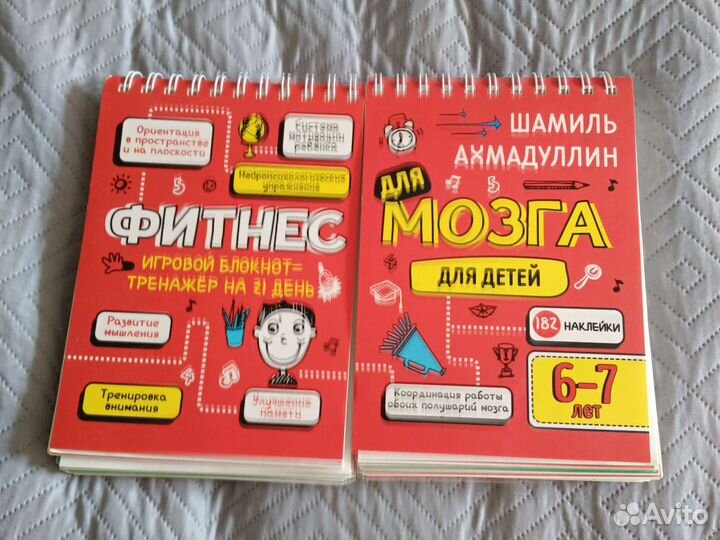 Ориентация
в пространстве
и на плоскости
Система
мотивации
ребенка
Нейропсихологические
упражнения
ФИТНЕС
ИГРОВОЙ БЛОКНОТ=
ТРЕНАЖЁР НА 21 ДЕНЬ
Развитие
мышления
Тренировка
внимания
Улучшение
памяти
ШАМИЛЬ
АХМАДУЛЛИН
ДЛЯ
МОЗГА
ДЛЯ ДЕТЕЙ
182 НАКЛЕЙКИ
6-7
ЛЕТ
Координация работы
обоих полушарий мозга
Avito